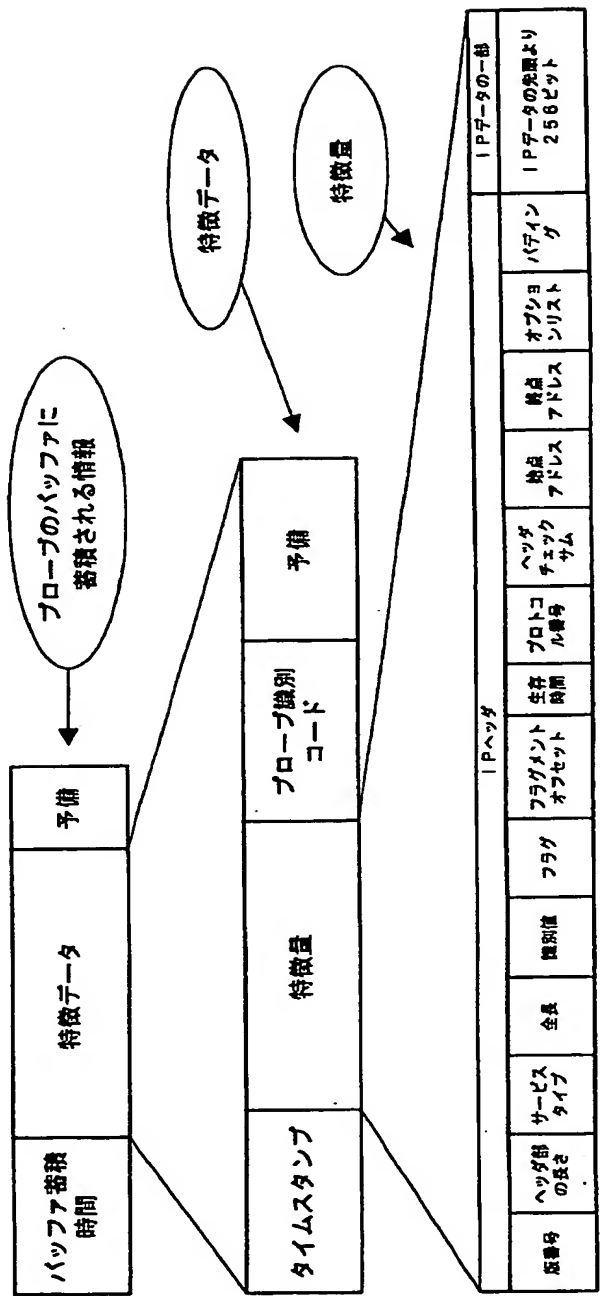 プローブのバッファに
蓄積される情報
バッファ蓄積
時間
特徴データ
予備
特徴データ
タイムスタンプ
特徴量
プローブ識別
コード
予備
特徴量
IPヘッダ
IPデータの一部
版番号
ヘッダ部
の長さ
サービス
タイプ
全長
識別値
フラグ
フラグメント
オフセット
生存
時間
プロトコ
ル番号
ヘッダ
チェック
サム
始点
アドレス
終点
アドレス
オプショ
ンリスト
パディン
グ
IPデータの先頭より
256ビット